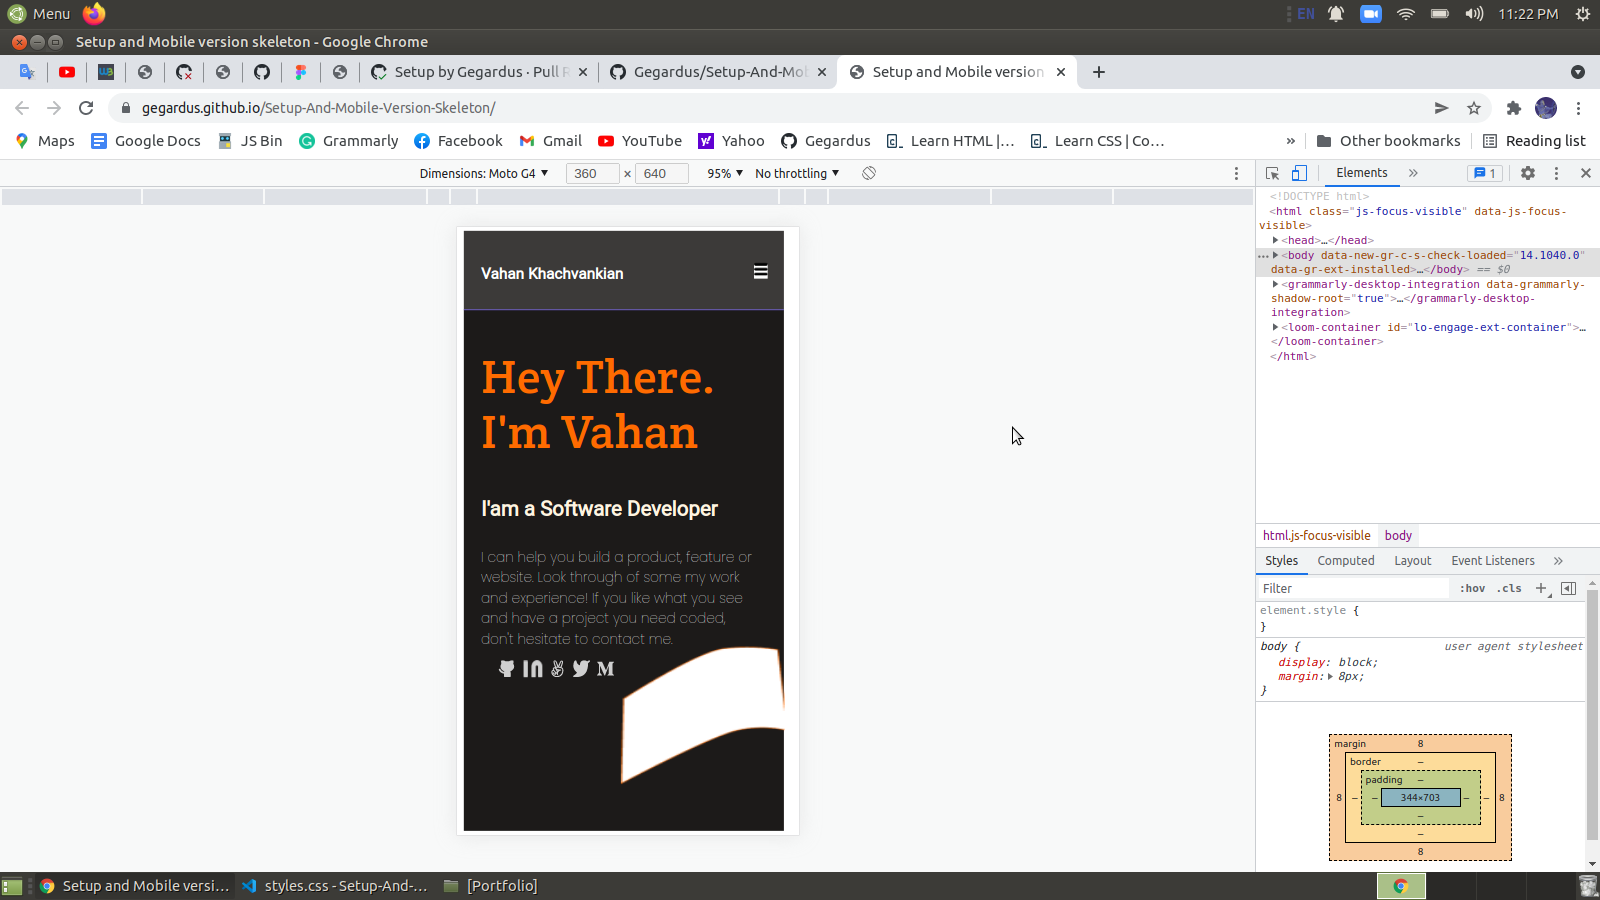 Menu
EN
11:22 PM
Setup and Mobile version skeleton - Google Chrome
Setup by Gegardus · Pull R
Gegardus/Setup-And-Mo
Setup and Mobile version
gegardus.github.io/Setup-And-Mobile-Version-Skeleton/
Maps
Google Docs
JS Bin
Grammarly
Facebook
Gmail
YouTube
Yahoo
Gegardus
Learn HTML |...
Learn CSS | Co...
»
Other bookmarks
Reading list
Dimensions: Moto G4
360 × 640
95%
No throttling
Elements
»
1
<!DOCTYPE html>
<html class="js-focus-visible" data-js-focus-
visible>
<head>…</head>
<body data-new-gr-c-s-check-loaded="14.1040.0"
data-gr-ext-installed>…</body> == $0
<grammarly-desktop-integration data-grammarly-
shadow-root="true">…</grammarly-desktop-
integration>
<loom-container id="lo-engage-ext-container">…
</loom-container>
</html>
Vahan Khachvankian
Hey There.
I'm Vahan
I'am a Software Developer
I can help you build a product, feature or
website. Look through of some my work
and experience! If you like what you see
and have a project you need coded,
don't hesitate to contact me.
html.js-focus-visible
body
Styles
Computed
Layout
Event Listeners
»
Filter
:hov
.cls
element.style {
}
body {
user agent stylesheet
display: block;
margin: 8px;
}
margin
8
border
–
padding
–
8
–
–
344×703
–
–
8
–
–
8
Setup and Mobile versi...
styles.css - Setup-And-...
[Portfolio]